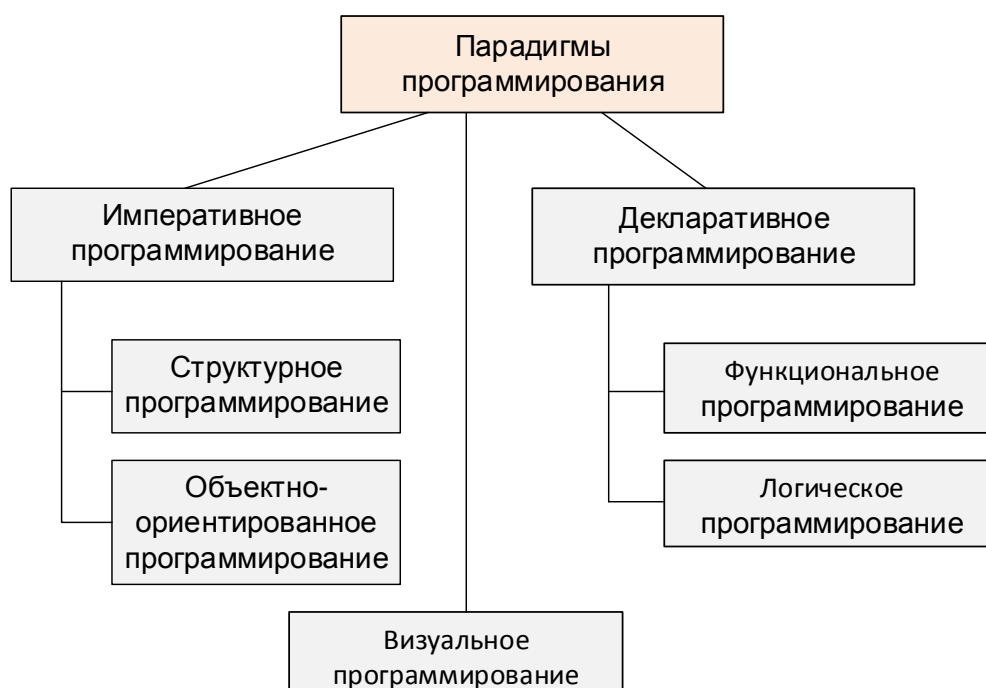 Парадигмы
программирования
Императивное
программирование
Декларативное
программирование
Структурное
программирование
Функциональное
программирование
Объектно-
ориентированное
программирование
Логическое
программирование
Визуальное
программирование